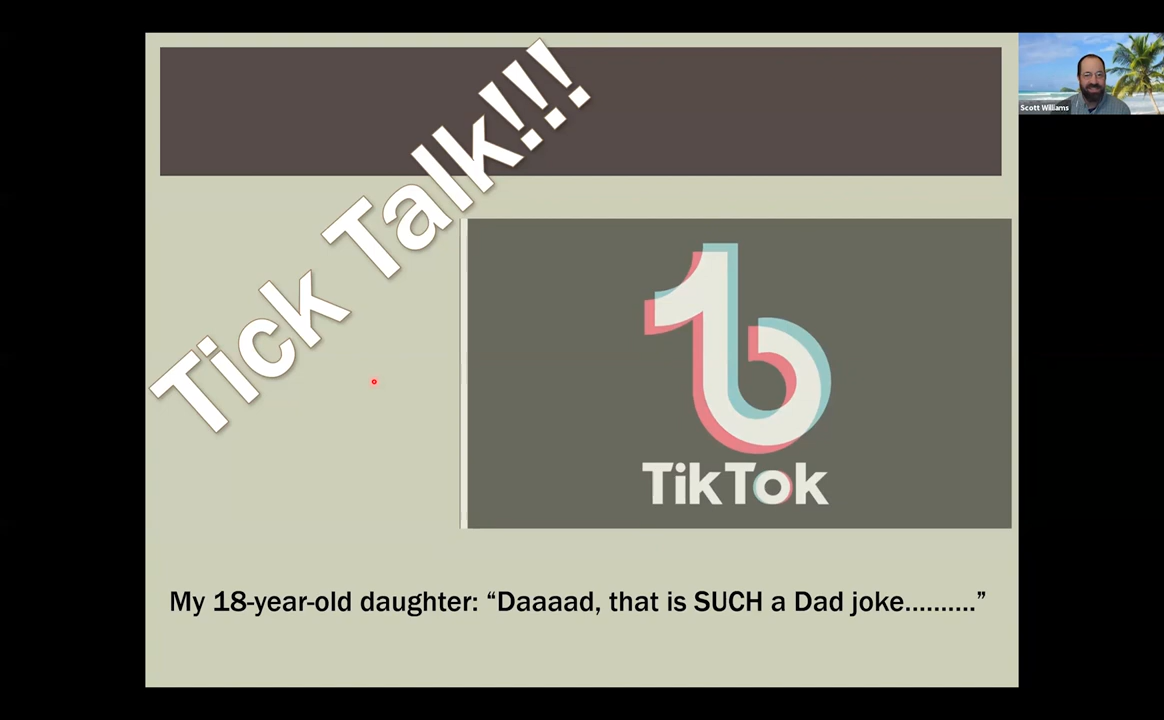 Tick Talk!!!
Scott Williams
TikTok
My 18-year-old daughter: “Daaaad, that is SUCH a Dad joke..........”